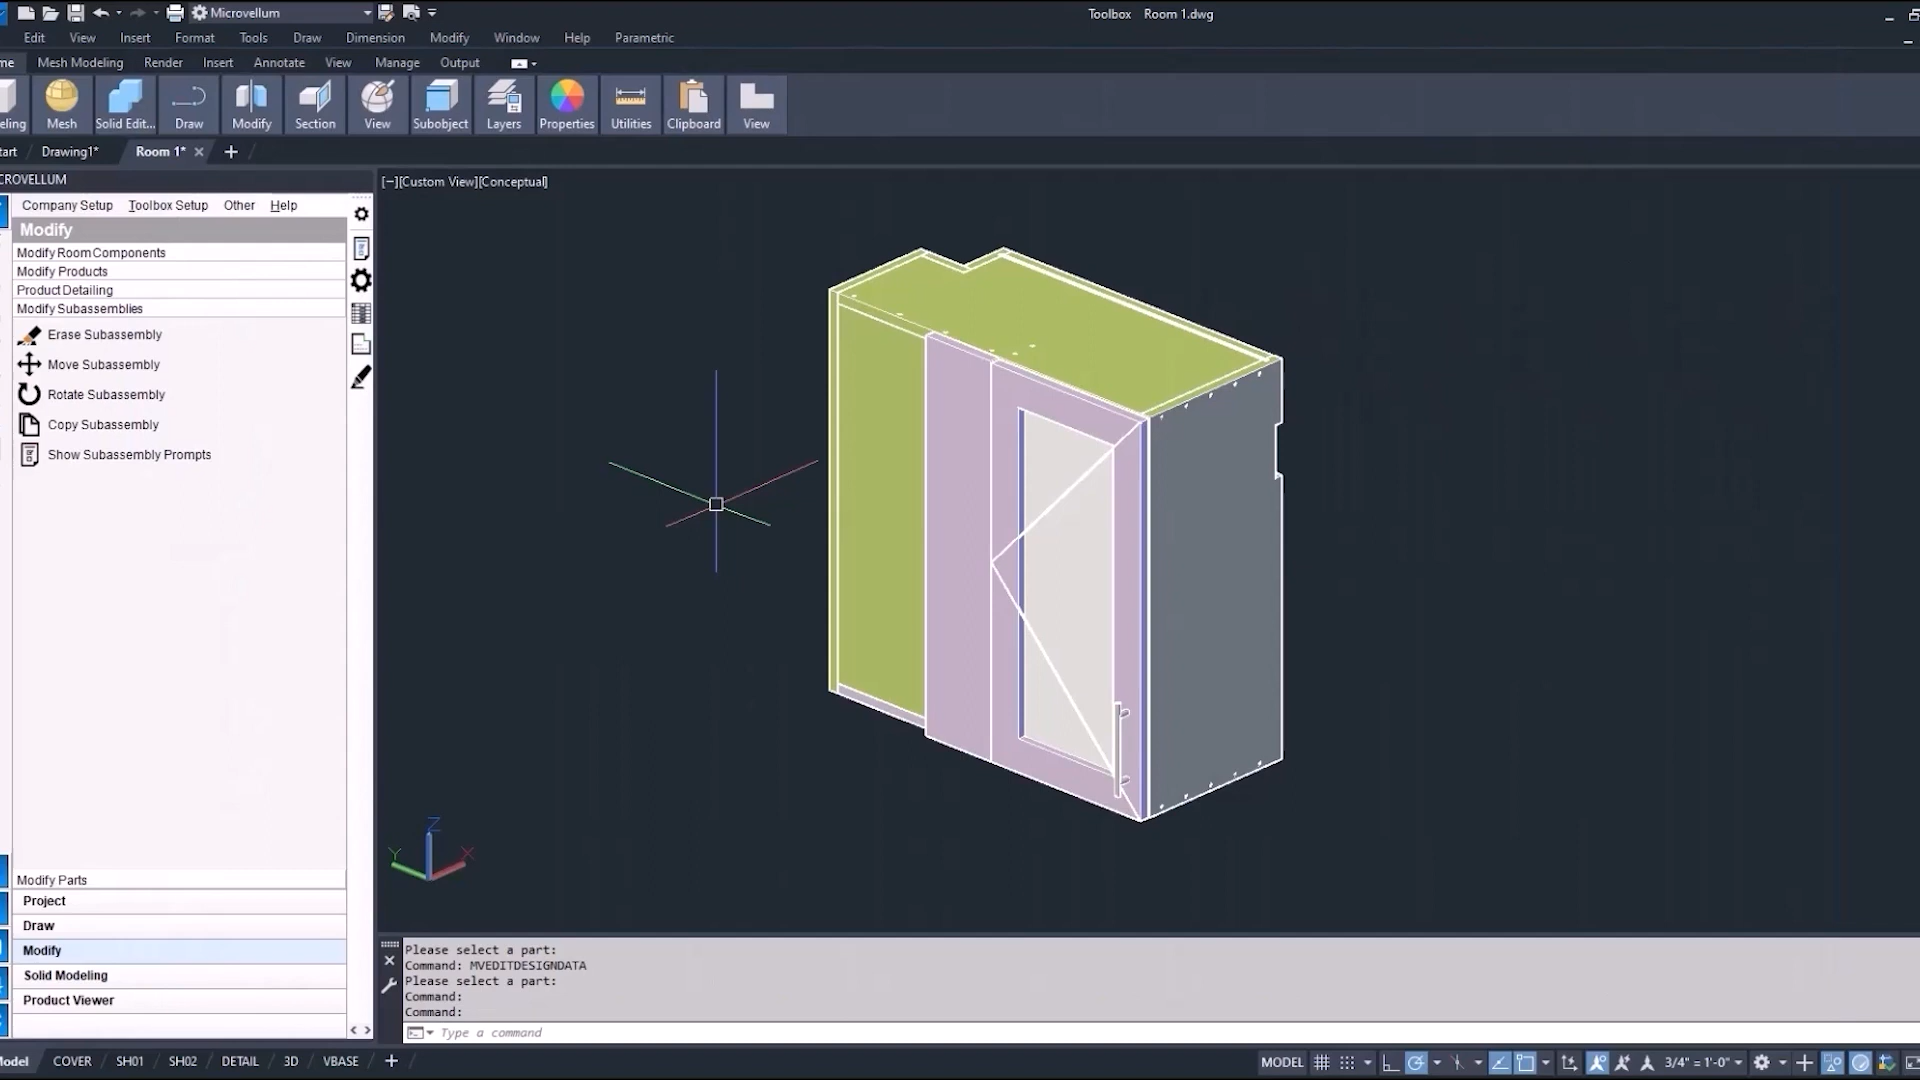 Microvellum
Toolbox Room 1.dwg
Edit View Insert Format Tools Draw Dimension Modify Window Help Parametric
me Mesh Modeling Render Insert Annotate View Manage Output
eling Mesh Solid Edit... Draw Modify Section View Subobject Layers Properties Utilities Clipboard View
tart Drawing1* Room 1*
CROVELLUM
[−][Custom View][Conceptual]
Company Setup Toolbox Setup Other Help
Modify
Modify Room Components
Modify Products
Product Detailing
Modify Subassemblies
Erase Subassembly
Move Subassembly
Rotate Subassembly
Copy Subassembly
Show Subassembly Prompts
Z
Y X
Modify Parts
Project
Draw
Modify
Solid Modeling
Product Viewer
Please select a part:
Command: MVEDITDESIGNDATA
Please select a part:
Command:
Command:
Type a command
Model COVER SH01 SH02 DETAIL 3D VBASE
MODEL 3/4" = 1'-0"